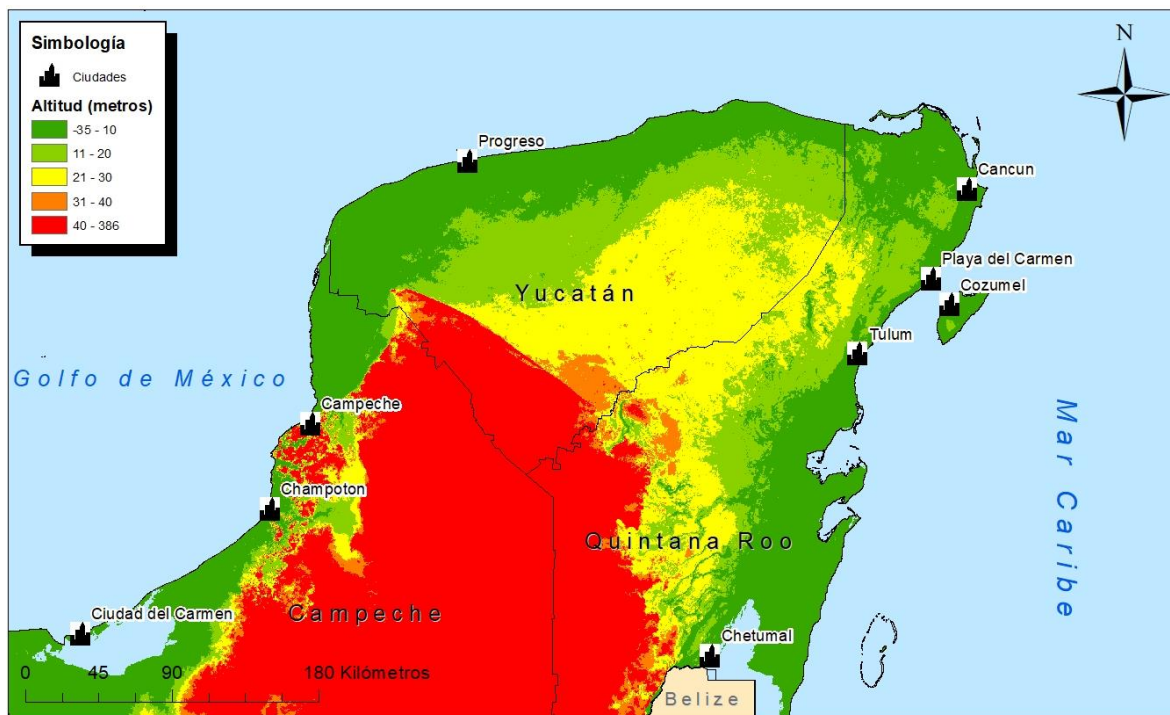 Simbología
Ciudades
Altitud (metros)
-35 - 10
11 - 20
21 - 30
31 - 40
40 - 386
N
Progreso
Cancun
Playa del Carmen
Cozumel
Yucatán
Tulum
Golfo de México
Campeche
Mar Caribe
Champoton
Quintana Roo
Campeche
Ciudad del Carmen
Chetumal
0 45 90 180 Kilómetros
Belize